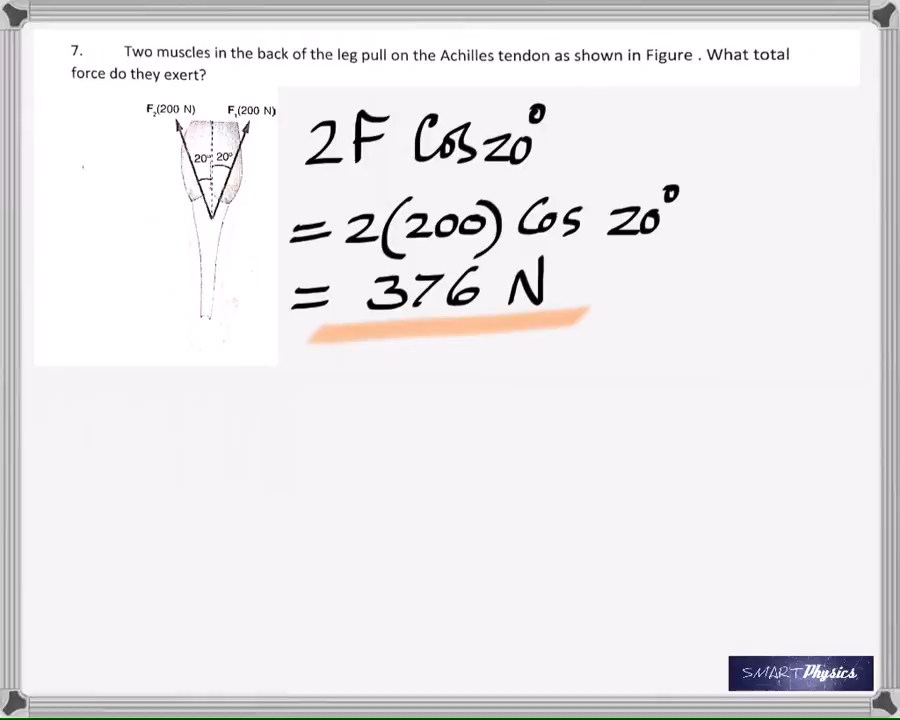 7. Two muscles in the back of the leg pull on the Achilles tendon as shown in Figure . What total
force do they exert?
F₂(200 N) F₁(200 N)
20° 20°
2F Cos 20°
= 2(200) Cos 20°
= 376 N
SMART Physics